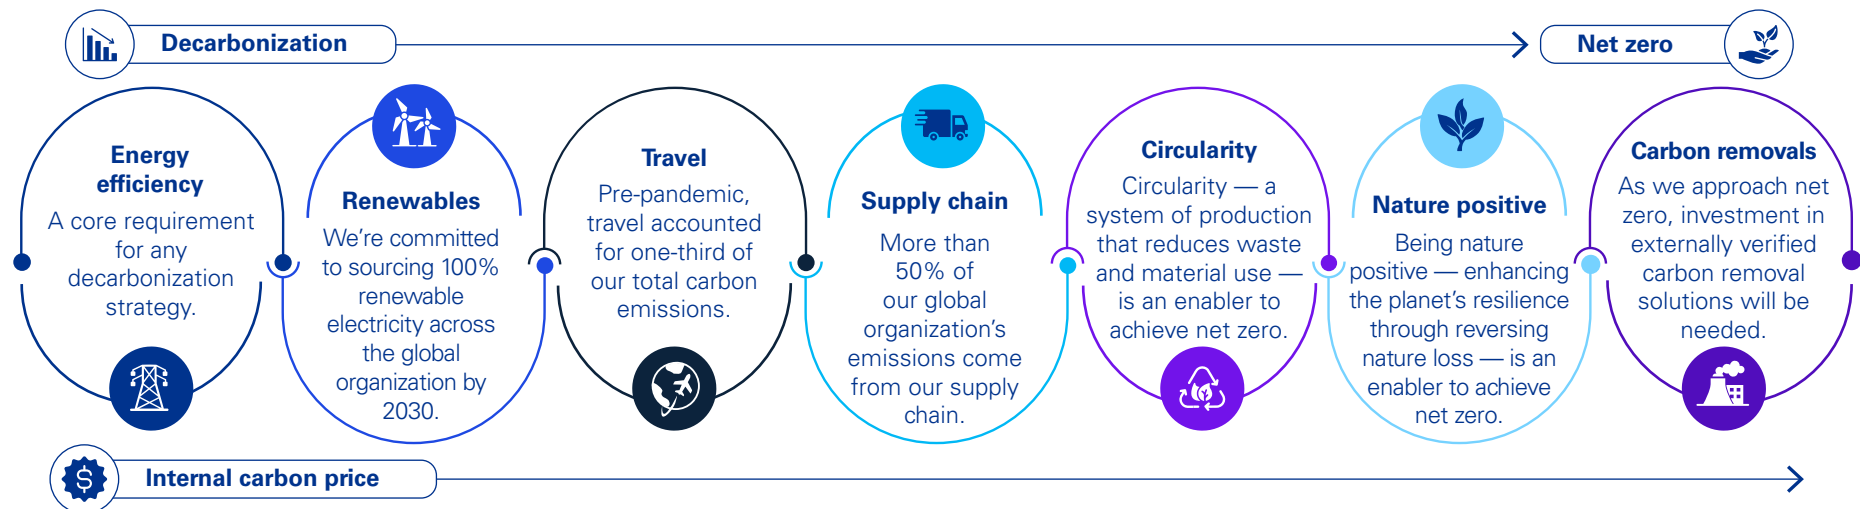 Decarbonization
Net zero
Energy
efficiency
A core requirement
for any
decarbonization
strategy.
Renewables
We’re committed
to sourcing 100%
renewable
electricity across
the global
organization by
2030.
Travel
Pre-pandemic,
travel accounted
for one-third of
our total carbon
emissions.
Supply chain
More than
50% of
our global
organization’s
emissions come
from our supply
chain.
Circularity
Circularity — a
system of production
that reduces waste
and material use —
is an enabler to
achieve net zero.
Nature positive
Being nature
positive — enhancing
the planet’s resilience
through reversing
nature loss — is an
enabler to achieve
net zero.
Carbon removals
As we approach net
zero, investment in
externally verified
carbon removal
solutions will be
needed.
$
Internal carbon price